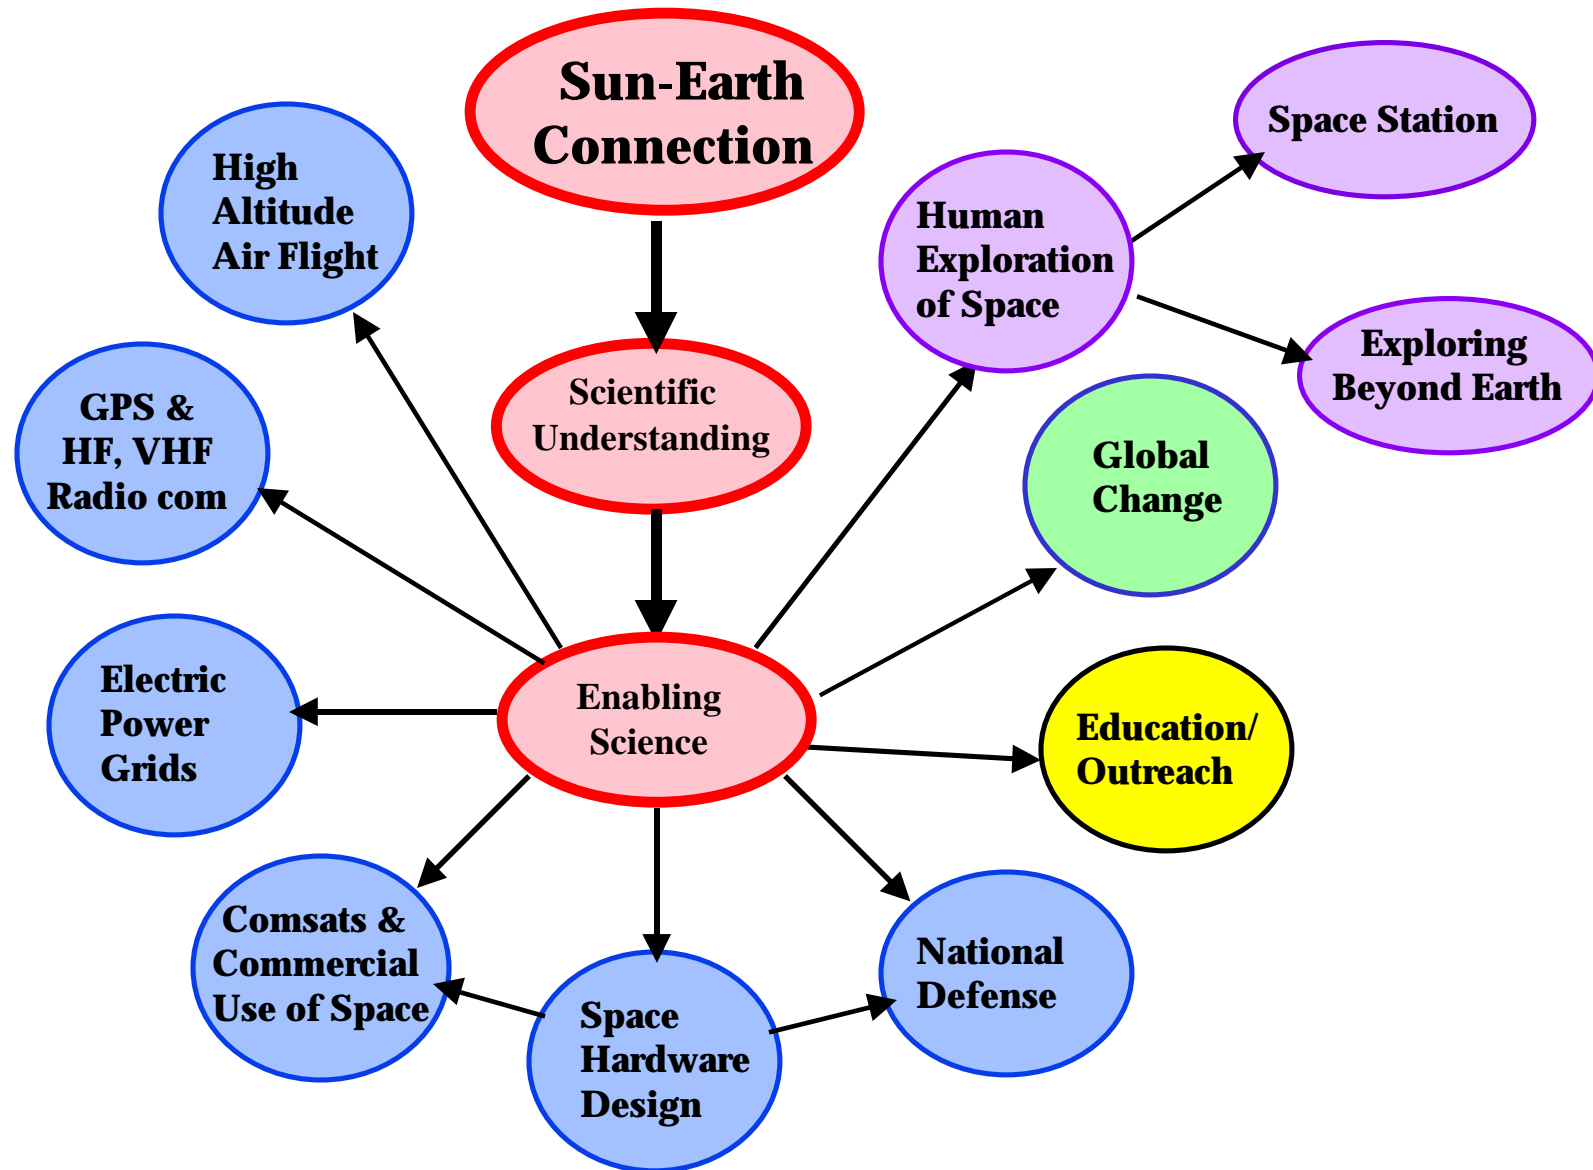 Sun-Earth
Connection
High
Altitude
Air Flight
Space Station
Human
Exploration
of Space
Exploring
Beyond Earth
Scientific
Understanding
GPS &
HF, VHF
Radio com
Global
Change
Electric
Power
Grids
Enabling
Science
Education/
Outreach
Comsats &
Commercial
Use of Space
Space
Hardware
Design
National
Defense